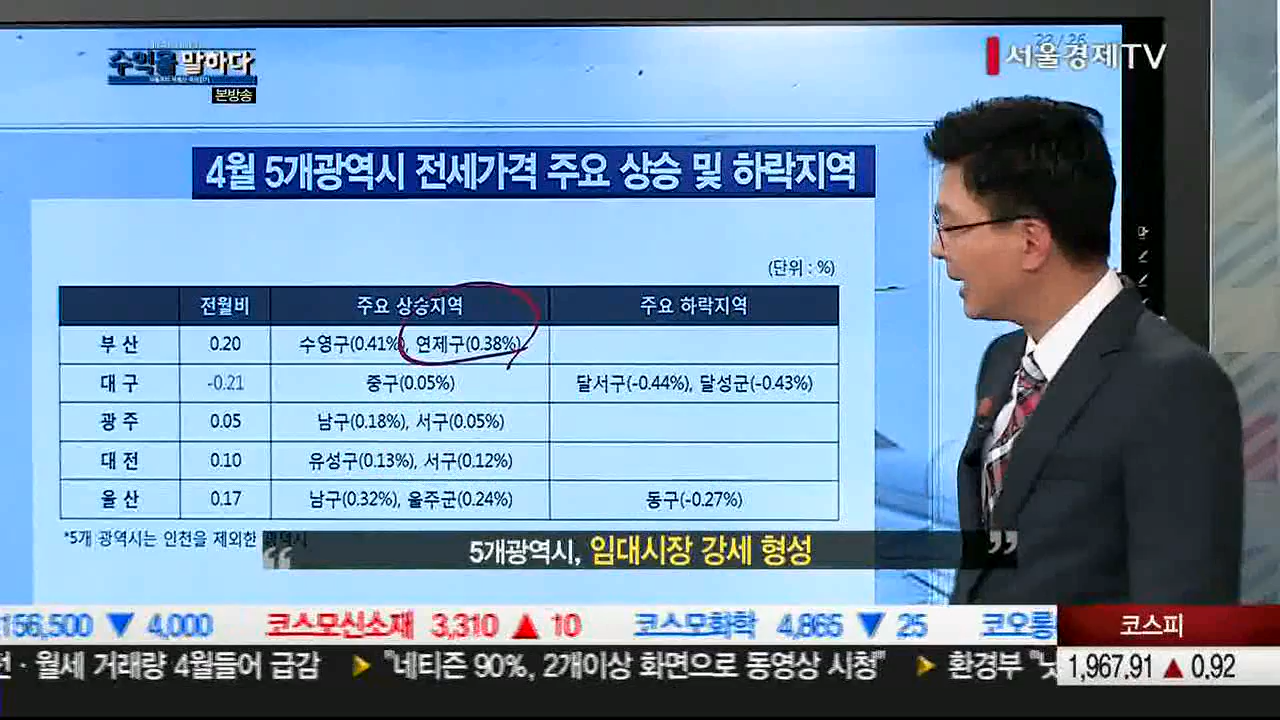 수익을 말하다
본방송
23 / 26
서울경제TV
4월 5개광역시 전세가격 주요 상승 및 하락지역
(단위 : %)
전월비 주요 상승지역 주요 하락지역
부 산 0.20 수영구(0.41%), 연제구(0.38%)
대 구 -0.21 중구(0.05%) 달서구(-0.44%), 달성군(-0.43%)
광 주 0.05 남구(0.18%), 서구(0.05%)
대 전 0.10 유성구(0.13%), 서구(0.12%)
울 산 0.17 남구(0.32%), 울주군(0.24%) 동구(-0.27%)
*5개 광역시는 인천을 제외한 광역시
“ 5개광역시, 임대시장 강세 형성 ”
156,500 ▼ 4,000 코스모신소재 3,310 ▲ 10 코스모화학 4,865 ▼ 25 코오롱
코스피
전·월세 거래량 4월들어 급감 ▶ "네티즌 90%, 2개이상 화면으로 동영상 시청" ▶ 환경부 "낮
1,967.91 ▲ 0.92